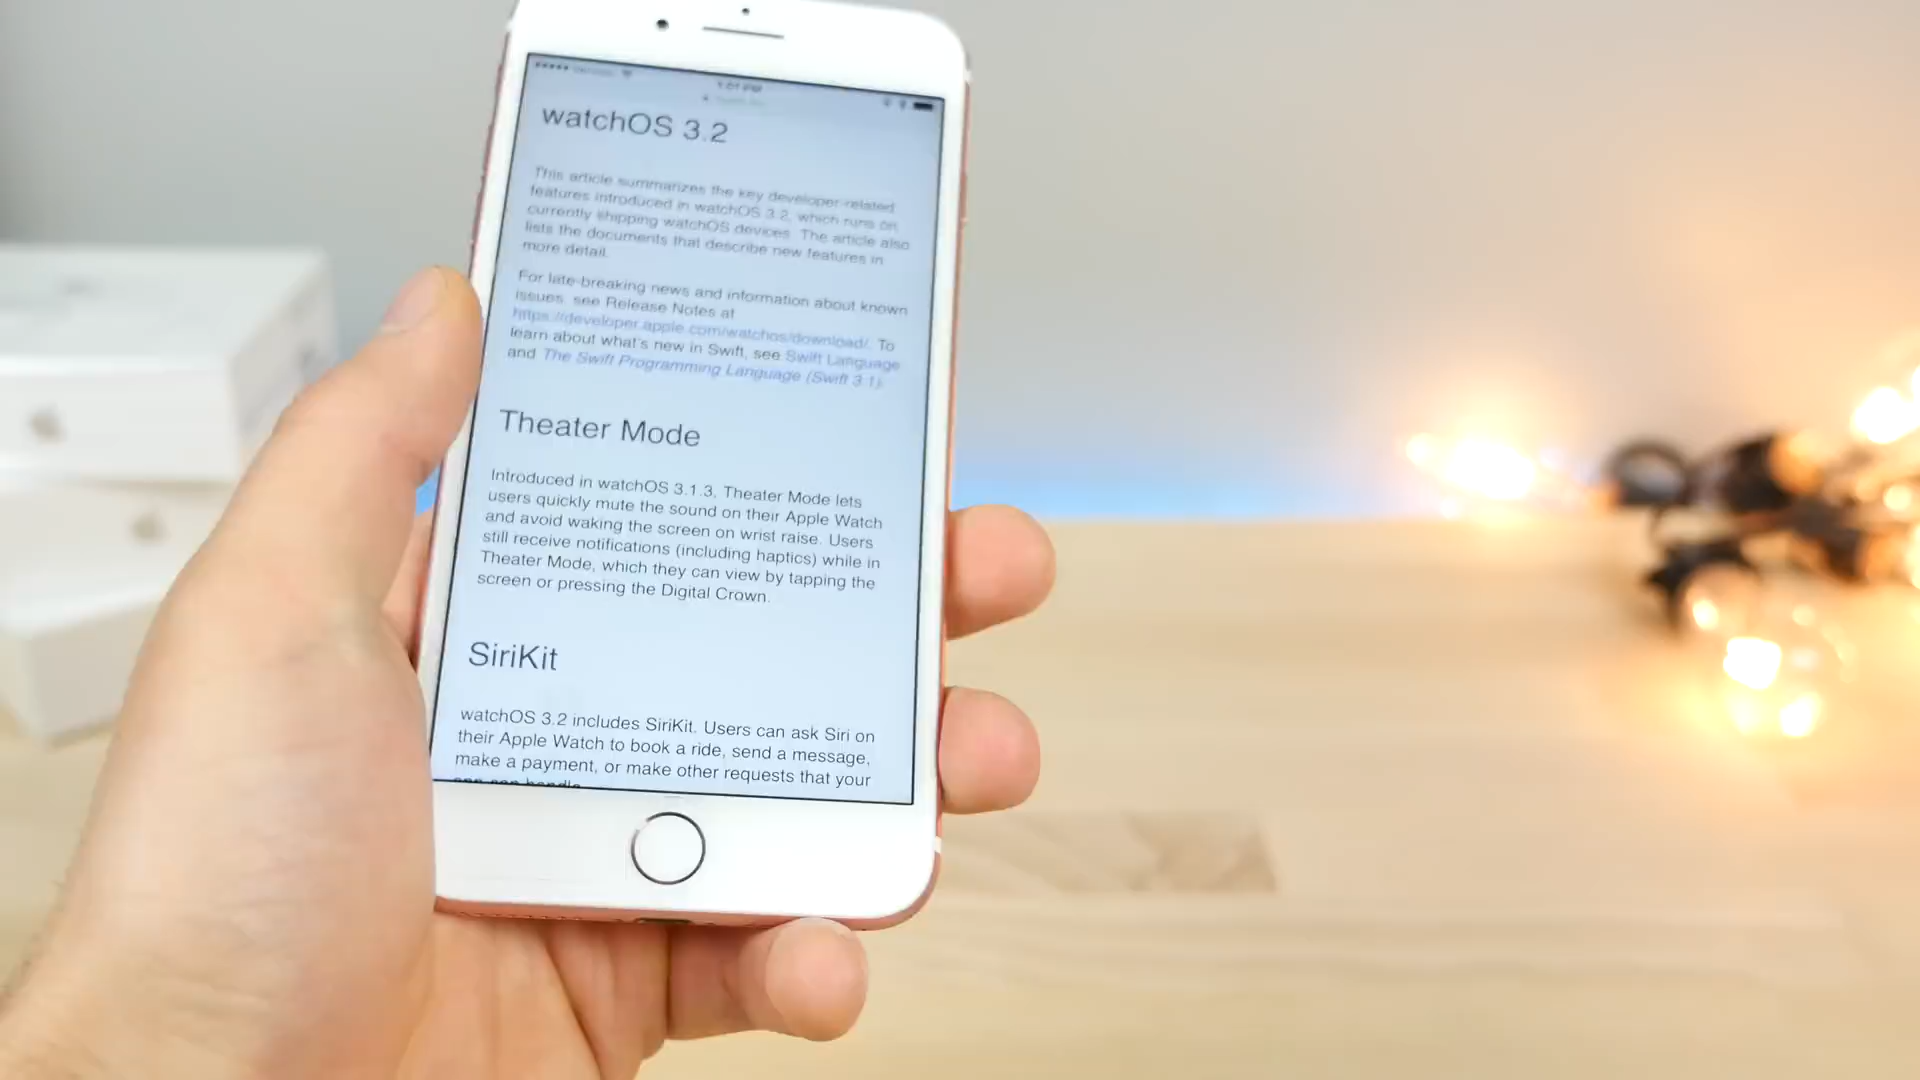 1:01 PM
watchOS 3.2
This article summarizes the key developer-related
features introduced in watchOS 3.2, which runs on
currently shipping watchOS devices. The article also
lists the documents that describe new features in
more detail.
For late-breaking news and information about known
issues, see Release Notes at
https://developer.apple.com/watchos/download/. To
learn about what's new in Swift, see Swift Language
and The Swift Programming Language (Swift 3.1).
Theater Mode
Introduced in watchOS 3.1.3, Theater Mode lets
users quickly mute the sound on their Apple Watch
and avoid waking the screen on wrist raise. Users
still receive notifications (including haptics) while in
Theater Mode, which they can view by tapping the
screen or pressing the Digital Crown.
SiriKit
watchOS 3.2 includes SiriKit. Users can ask Siri on
their Apple Watch to book a ride, send a message,
make a payment, or make other requests that your
app can handle